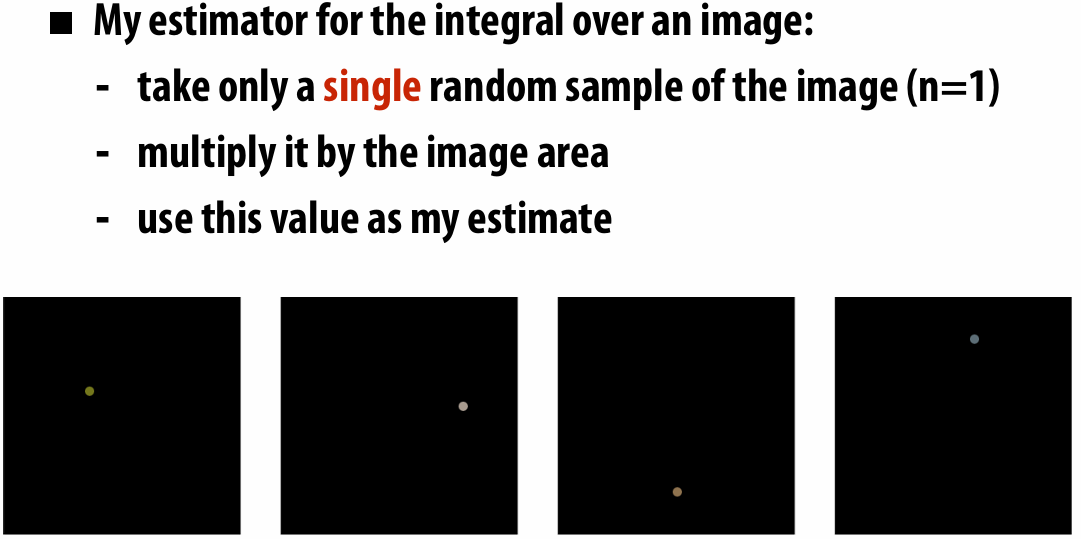 ■ My estimator for the integral over an image:
- take only a single random sample of the image (n=1)
- multiply it by the image area
- use this value as my estimate